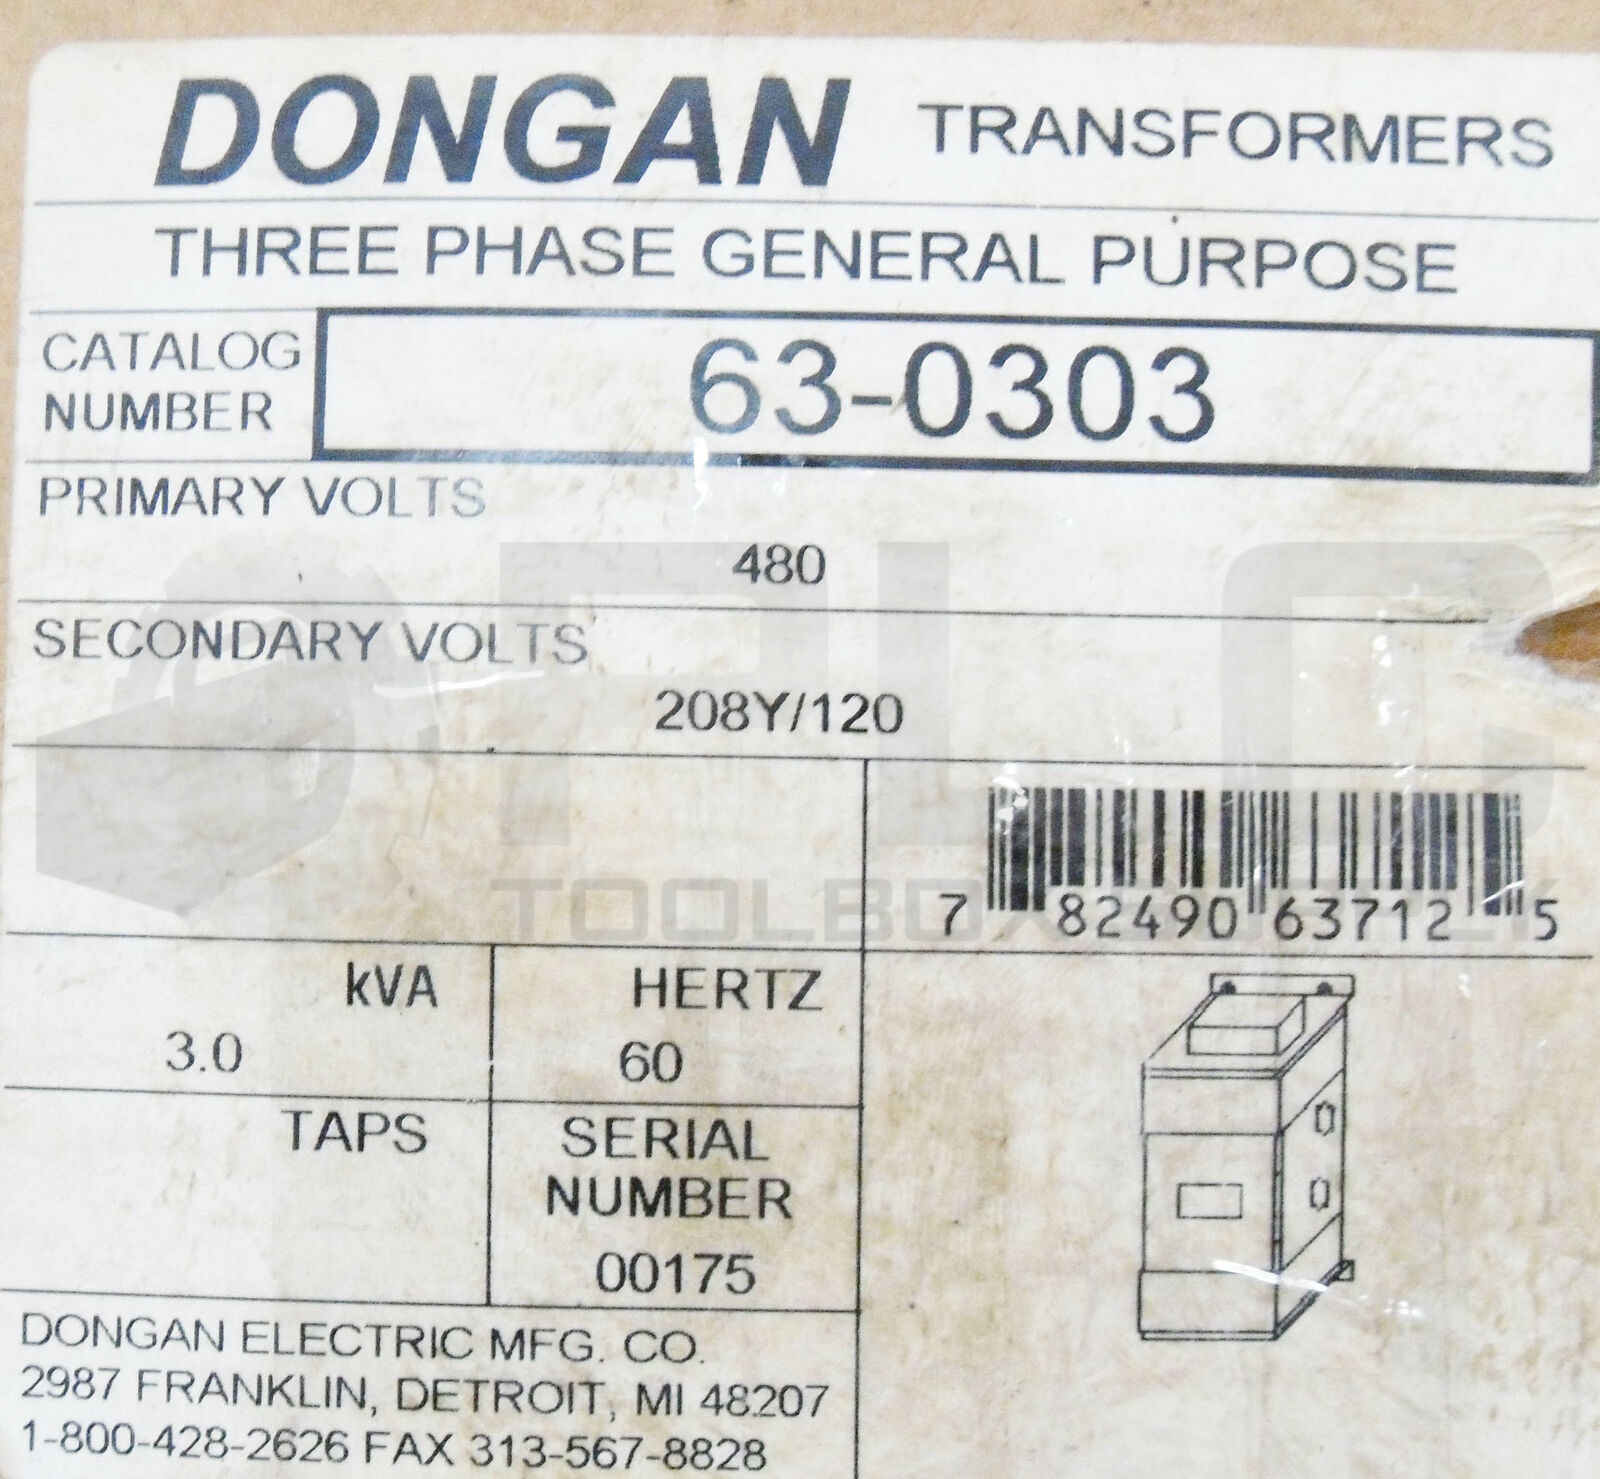 DONGAN TRANSFORMERS
THREE PHASE GENERAL PURPOSE
CATALOG NUMBER
63-0303
PRIMARY VOLTS
480
SECONDARY VOLTS
208Y/120
PLC
TOOLBOX
7 82490 63712 5
kVA
3.0
HERTZ
60
TAPS
SERIAL NUMBER
00175
DONGAN ELECTRIC MFG. CO.
2987 FRANKLIN, DETROIT, MI 48207
1-800-428-2626 FAX 313-567-8828